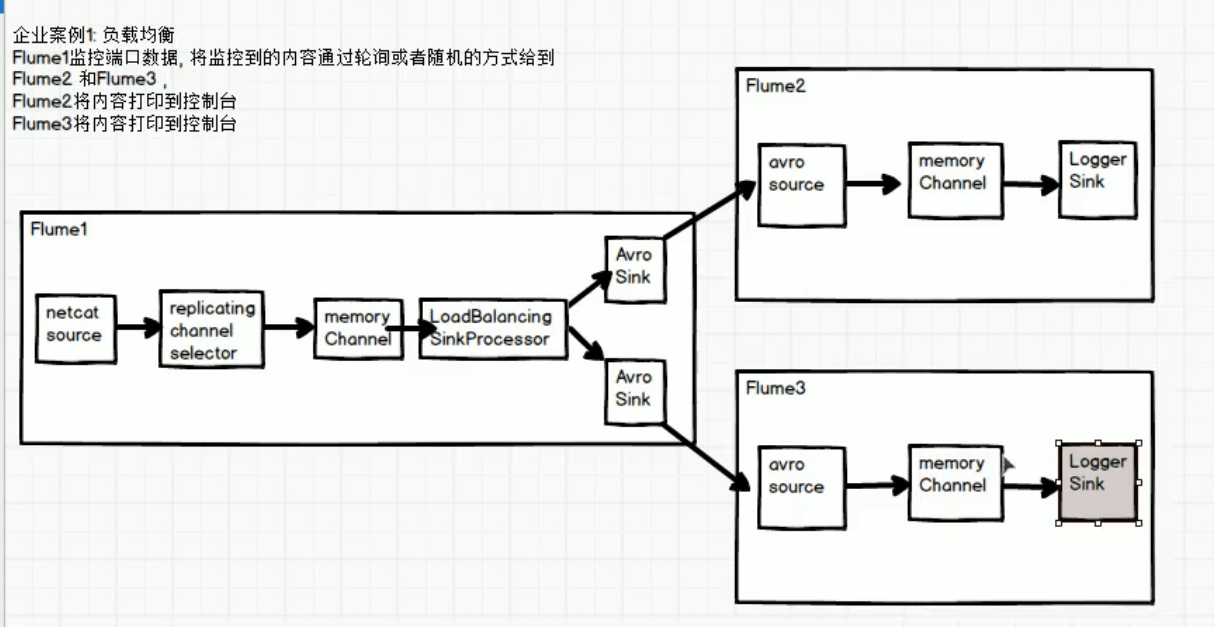 企业案例1: 负载均衡
Flume1监控端口数据, 将监控到的内容通过轮询或者随机的方式给到
Flume2 和Flume3 ,
Flume2将内容打印到控制台
Flume3将内容打印到控制台
Flume1
netcat
source
replicating
channel
selector
memory
Channel
LoadBalancing
SinkProcessor
Avro
Sink
Avro
Sink
Flume2
avro
source
memory
Channel
Logger
Sink
Flume3
avro
source
memory
Channel
Logger
Sink